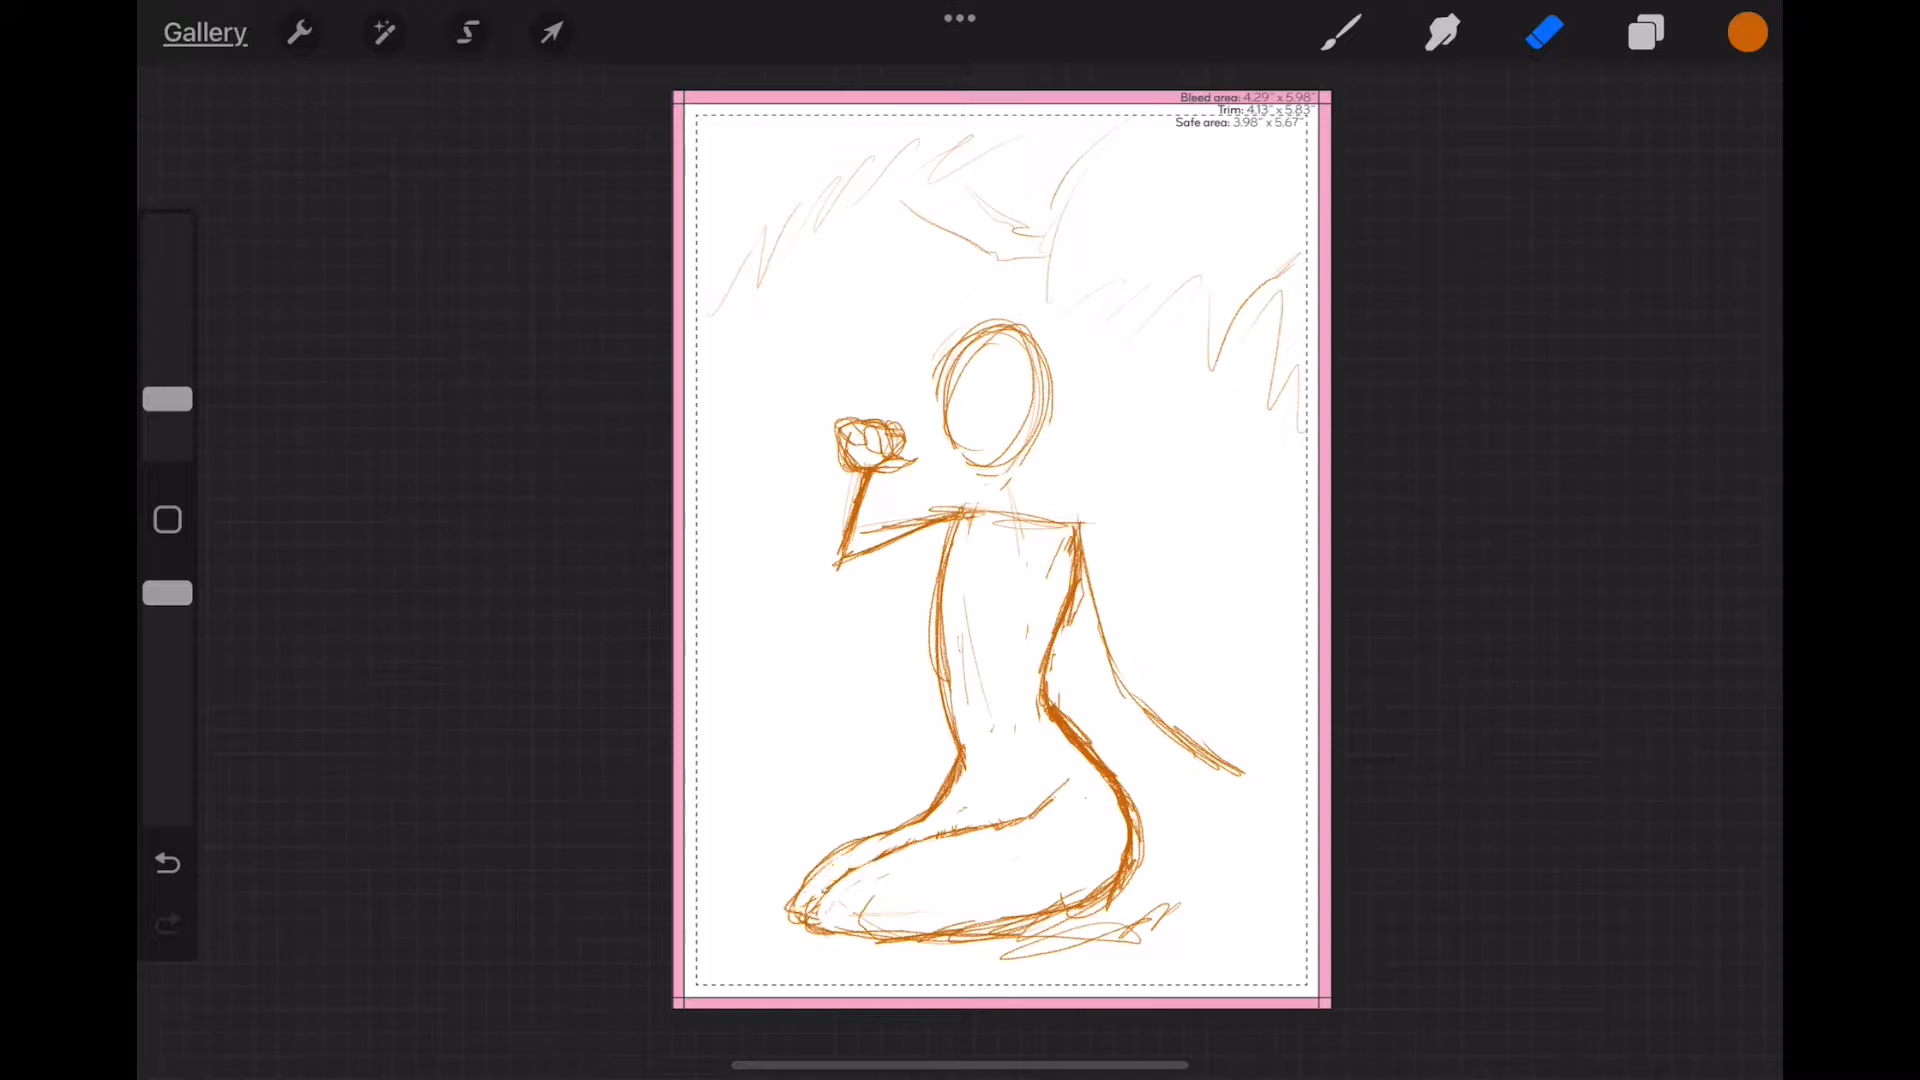 Gallery
Bleed area: 4.29" x 5.98"
Trim: 4.13" x 5.83"
Safe area: 3.98" x 5.67"